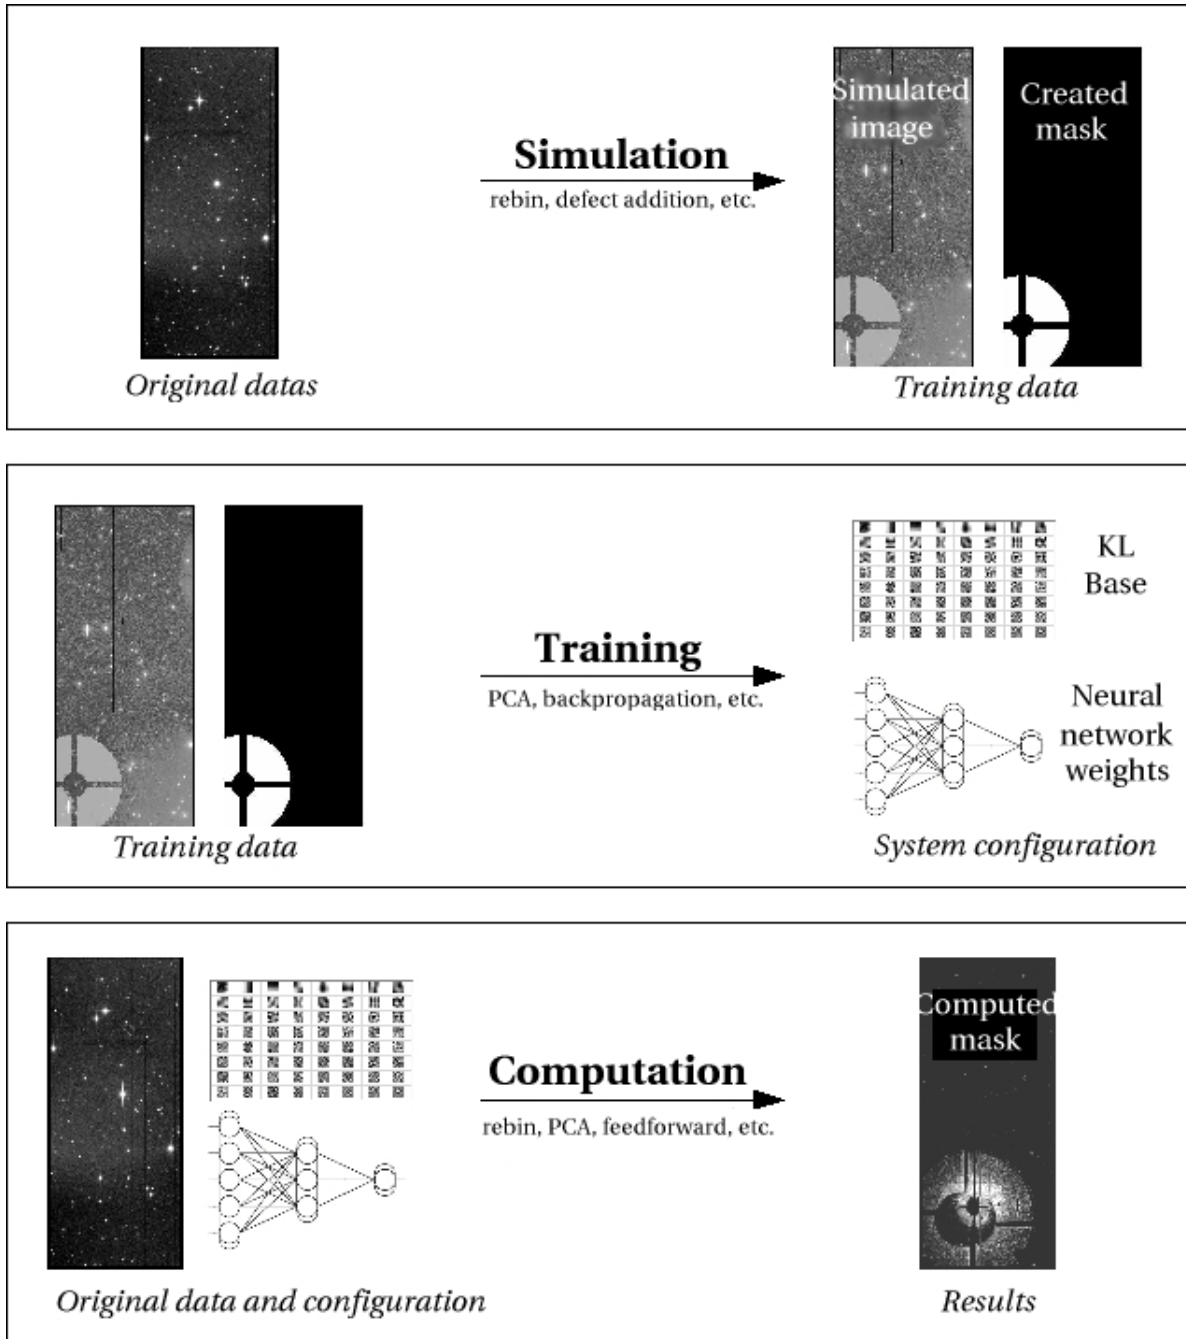 Simulation
rebin, defect addition, etc.
Simulated
image
Created
mask
Original datas
Training data
Training
PCA, backpropagation, etc.
KL
Base
Neural
network
weights
Training data
System configuration
Computation
rebin, PCA, feedforward, etc.
Computed
mask
Original data and configuration
Results